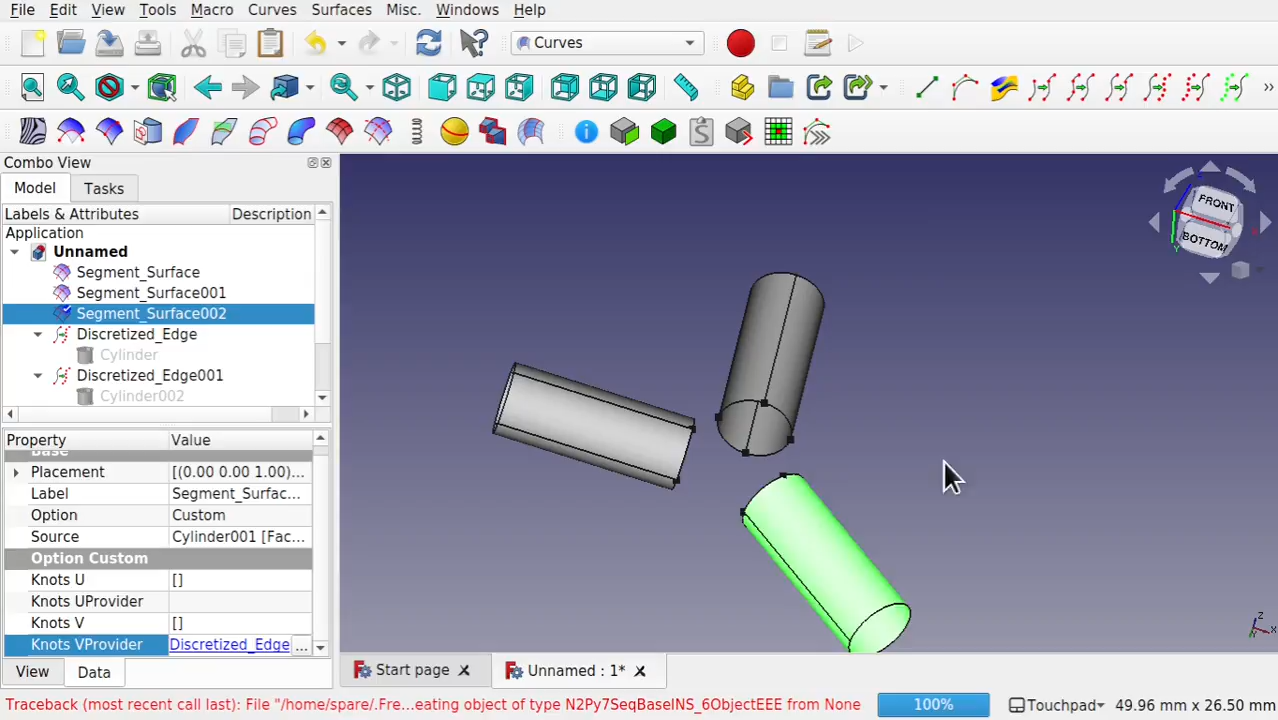 File Edit View Tools Macro Curves Surfaces Misc. Windows Help
Curves
Combo View
Model Tasks
Labels & Attributes Description
Application
Unnamed
Segment_Surface
Segment_Surface001
Segment_Surface002
Discretized_Edge
Cylinder
Discretized_Edge001
Cylinder002
Property Value
Base
Placement [(0.00 0.00 1.00)...
Label Segment_Surfac...
Option Custom
Source Cylinder001 [Fac...
Option Custom
Knots U []
Knots UProvider
Knots V []
Knots VProvider Discretized_Edge ...
View Data
FRONT
BOTTOM
Z
X
Start page Unnamed : 1*
Traceback (most recent call last): File "/home/spare/.Fre...eating object of type N2Py7SeqBaseINS_6ObjectEEE from None 100% Touchpad 49.96 mm x 26.50 mm